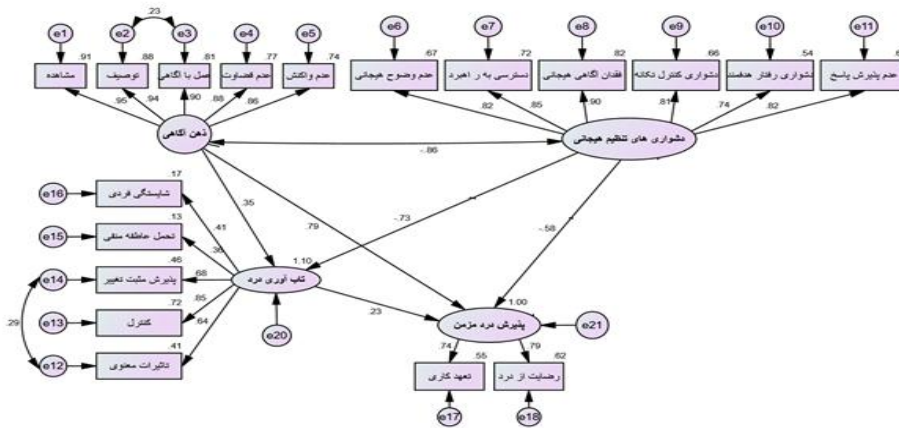 .23
e1 e2 e3 e4 e5 e6 e7 e8 e9 e10 e11
.91 .88 .81 .77 .74 .67 .72 .82 .66 .54
مشاهده توصیف عمل با آگاهی عدم قضاوت عدم واکنش عدم وضوح هیجانی دسترسی به راهبرد فقدان آگاهی هیجانی دشواری کنترل تکانه دشواری رفتار هدفمند عدم پذیرش پاسخ
.95 .94 .90 .88 .86 .82 .85 .90 .81 .74 .82
ذهن آگاهی دشواری های تنظیم هیجانی
-.86
.17
e16 شایستگی فردی .35 .79 -.73 -.58
.41
.13
e15 تحمل عاطفه منفی .36
.46 1.10
e14 پذیرش مثبت تغییر .68 تاب آوری درد
.29 .72 .85 .23 1.00
e13 کنترل .64 e20 پذیرش درد مزمن e21
.41 .74 .55 .79 .62
e12 تاثیرات معنوی تعهد کاری رضایت از درد
e17 e18